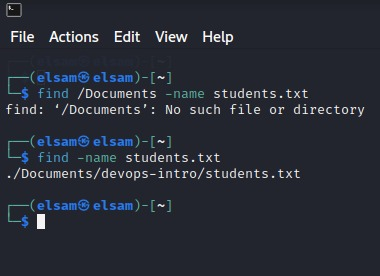 File Actions Edit View Help
┌──(elsam㉿elsam)-[~]
└─$ find /Documents -name students.txt
find: ‘/Documents’: No such file or directory
┌──(elsam㉿elsam)-[~]
└─$ find -name students.txt
./Documents/devops-intro/students.txt
┌──(elsam㉿elsam)-[~]
└─$